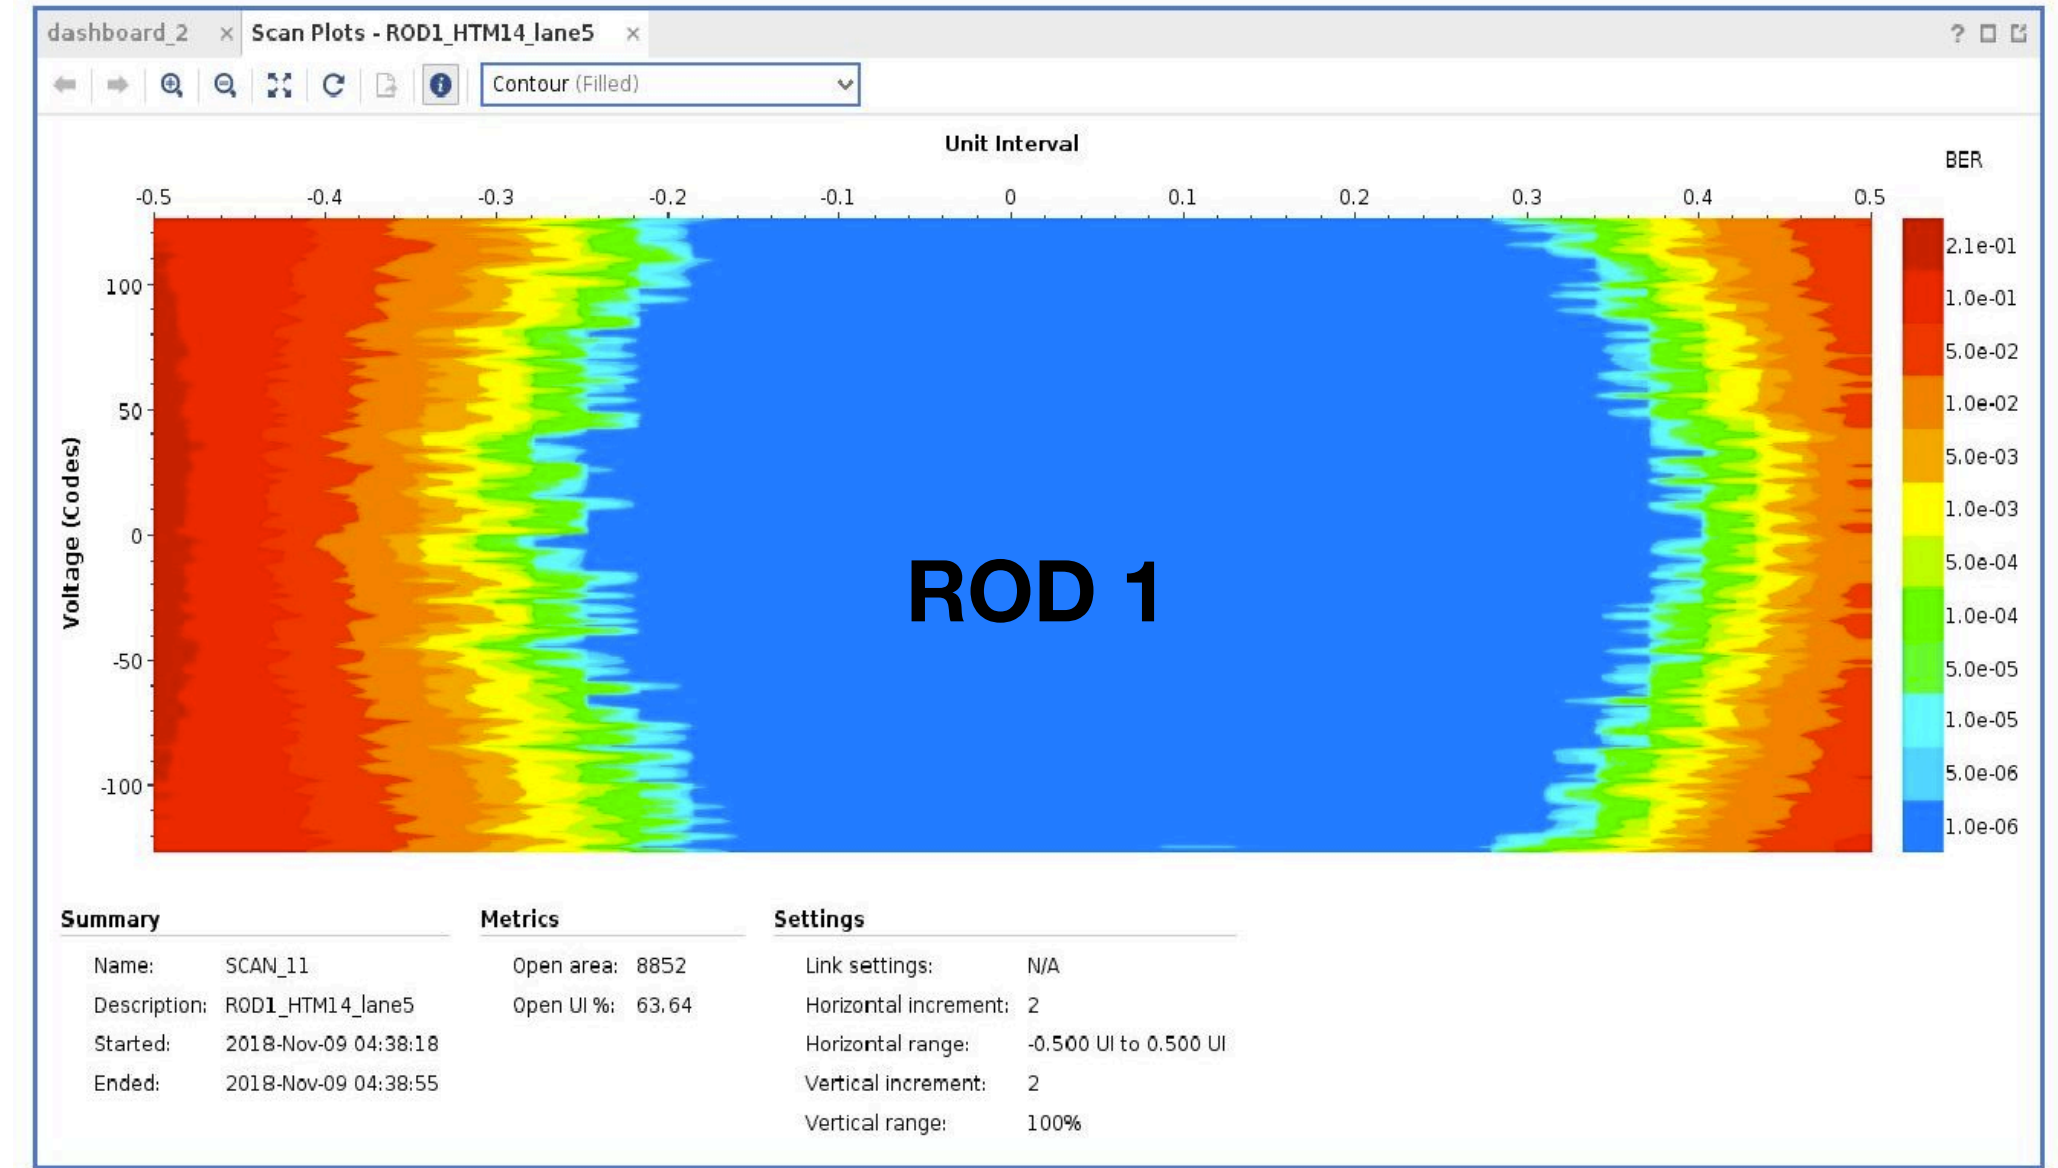 dashboard_2 × Scan Plots - ROD1_HTM14_lane5 ×
? 
Contour (Filled)
Unit Interval
BER
-0.5 -0.4 -0.3 -0.2 -0.1 0 0.1 0.2 0.3 0.4 0.5
Voltage (Codes)
100
50
0
-50
-100
ROD 1
2.1e-01
1.0e-01
5.0e-02
1.0e-02
5.0e-03
1.0e-03
5.0e-04
1.0e-04
5.0e-05
1.0e-05
5.0e-06
1.0e-06
Summary
Name: SCAN_11
Description: ROD1_HTM14_lane5
Started: 2018-Nov-09 04:38:18
Ended: 2018-Nov-09 04:38:55
Metrics
Open area: 8852
Open UI %: 63.64
Settings
Link settings: N/A
Horizontal increment: 2
Horizontal range: -0.500 UI to 0.500 UI
Vertical increment: 2
Vertical range: 100%